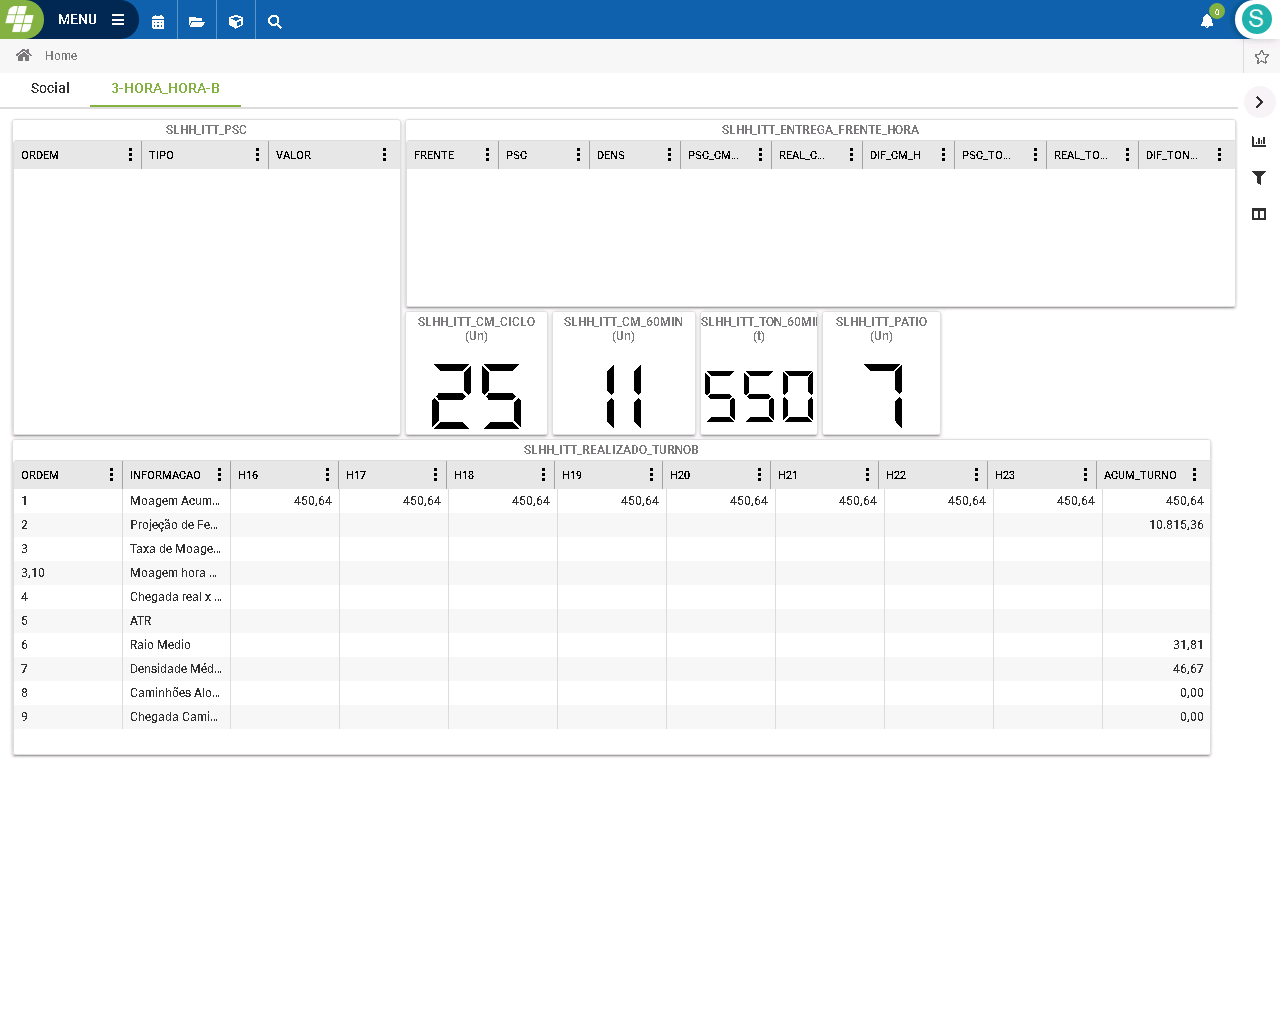 MENU
0
S
Home
Social
3-HORA_HORA-B
SLHH_ITT_PSC
ORDEM TIPO VALOR
SLHH_ITT_ENTREGA_FRENTE_HORA
FRENTE PSC DENS PSC_CM... REAL_C... DIF_CM_H PSC_TO... REAL_TO... DIF_TON...
SLHH_ITT_CM_CICLO
(Un)
25
SLHH_ITT_CM_60MIN
(Un)
11
SLHH_ITT_TON_60MI
(t)
550
SLHH_ITT_PATIO
(Un)
7
SLHH_ITT_REALIZADO_TURNOB
ORDEM INFORMACAO H16 H17 H18 H19 H20 H21 H22 H23 ACUM_TURNO
1 Moagem Acum... 450,64 450,64 450,64 450,64 450,64 450,64 450,64 450,64 450,64
2 Projeção de Fe... 10.815,36
3 Taxa de Moage...
3,10 Moagem hora ...
4 Chegada real x ...
5 ATR
6 Raio Medio 31,81
7 Densidade Méd... 46,67
8 Caminhões Alo... 0,00
9 Chegada Cami... 0,00